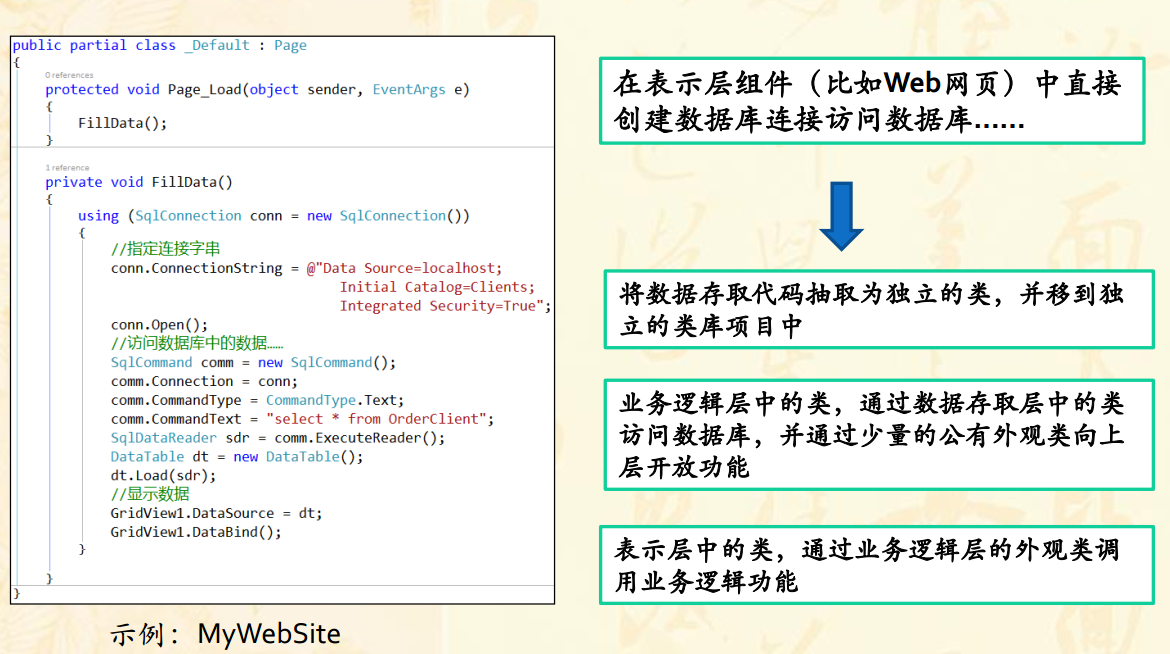 public partial class _Default : Page
{
0 references
protected void Page_Load(object sender, EventArgs e)
{
FillData();
}
1 reference
private void FillData()
{
using (SqlConnection conn = new SqlConnection())
{
//指定连接字串
conn.ConnectionString = @"Data Source=localhost;
Initial Catalog=Clients;
Integrated Security=True";
conn.Open();
//访问数据库中的数据……
SqlCommand comm = new SqlCommand();
comm.Connection = conn;
comm.CommandType = CommandType.Text;
comm.CommandText = "select * from OrderClient";
SqlDataReader sdr = comm.ExecuteReader();
DataTable dt = new DataTable();
dt.Load(sdr);
//显示数据
GridView1.DataSource = dt;
GridView1.DataBind();
}
}
}
示例：MyWebSite
在表示层组件（比如Web网页）中直接
创建数据库连接访问数据库……
将数据存取代码抽取为独立的类，并移到独
立的类库项目中
业务逻辑层中的类，通过数据存取层中的类
访问数据库，并通过少量的公有外观类向上
层开放功能
表示层中的类，通过业务逻辑层的外观类调
用业务逻辑功能